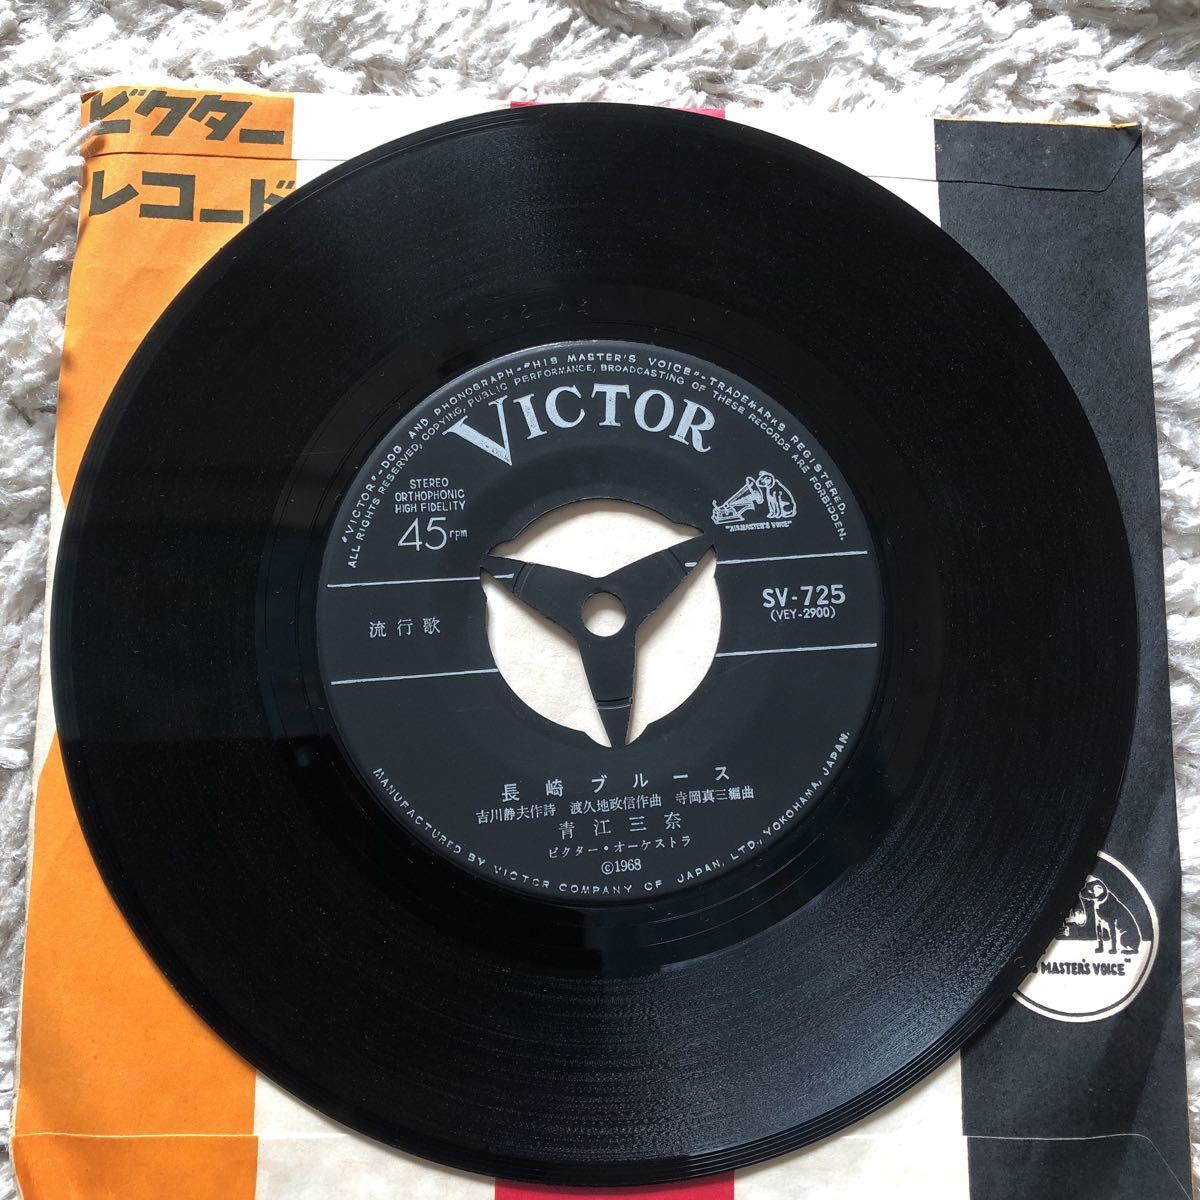 ビクター
レコード
"VICTOR"-DOG AND PHONOGRAPH-"HIS MASTER'S VOICE"-TRADEMARKS REGISTERED.
ALL RIGHTS RESERVED, COPYING, PUBLIC PERFORMANCE, BROADCASTING OF THESE RECORDS ARE FORBIDDEN.
VICTOR
STEREO
ORTHOPHONIC
HIGH FIDELITY
45rpm
"HIS MASTER'S VOICE"
SV-725
(VEY-2900)
流行歌
長崎ブルース
吉川静夫作詩 渡久地政信作曲 寺岡真三編曲
青江三奈
ビクター・オーケストラ
©1968
MANUFACTURED BY VICTOR COMPANY OF JAPAN, LTD., YOKOHAMA, JAPAN.
MASTER'S VOICE"